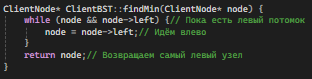 ClientNode* ClientBST::findMin(ClientNode* node) {
while (node && node->left) {// Пока есть левый потомок
node = node->left;// Идём влево
}
return node;// Возвращаем самый левый узел
}